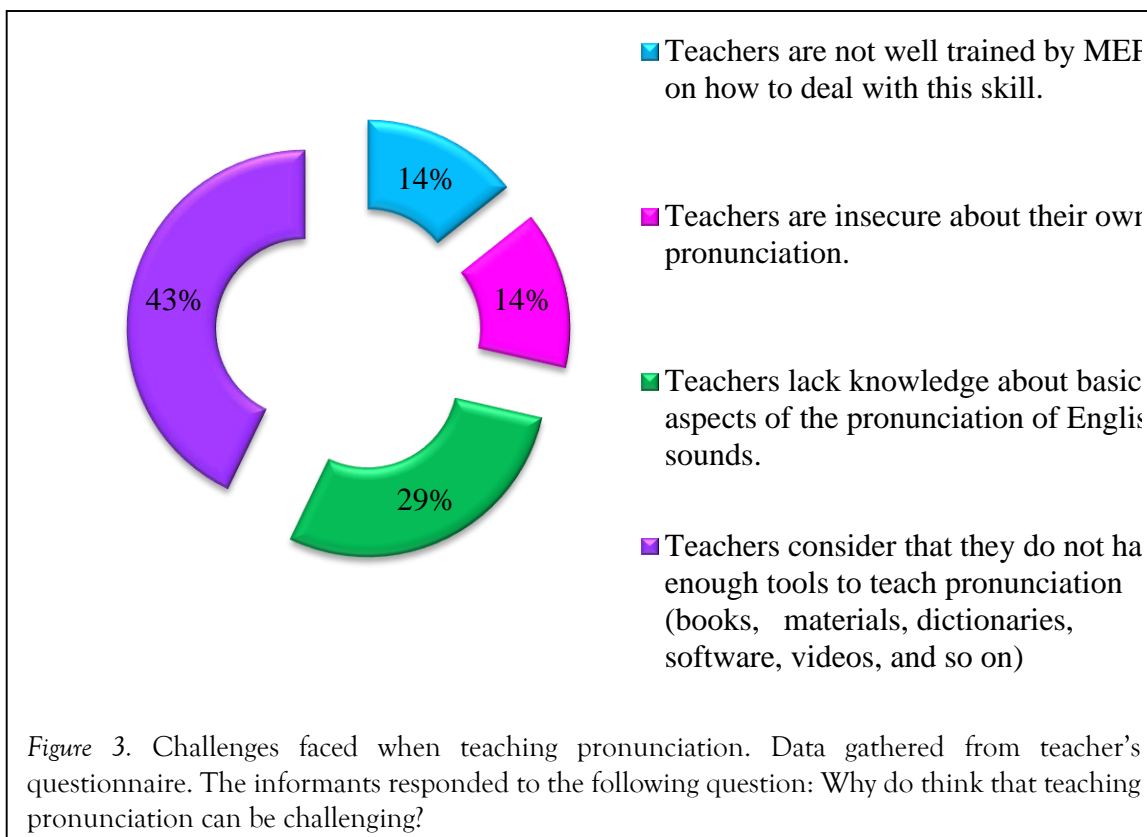 14%
14%
29%
43%
Teachers are not well trained by MEP
on how to deal with this skill.
Teachers are insecure about their own
pronunciation.
Teachers lack knowledge about basic
aspects of the pronunciation of Englis
sounds.
Teachers consider that they do not ha
enough tools to teach pronunciation
(books, materials, dictionaries,
software, videos, and so on)
Figure 3. Challenges faced when teaching pronunciation. Data gathered from teacher’s
questionnaire. The informants responded to the following question: Why do think that teaching
pronunciation can be challenging?